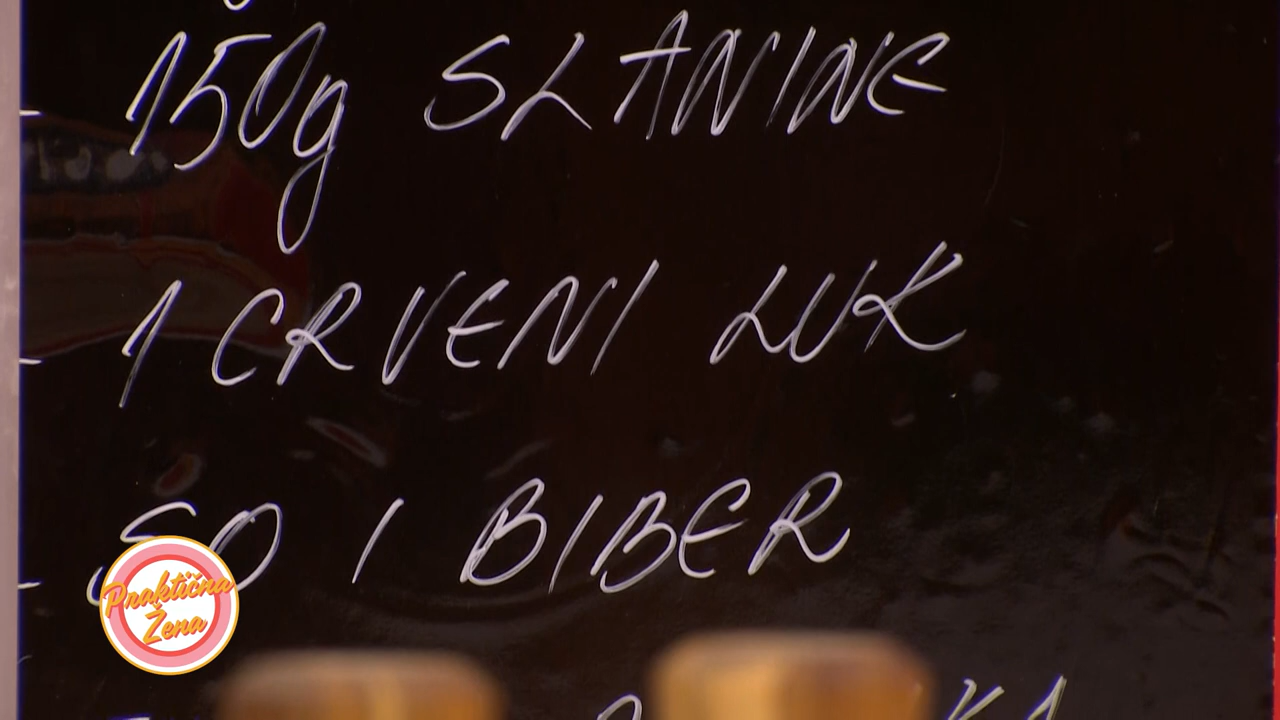 - 150g SLANINE
- 1 CRVENI LUK
- SO I BIBER
Praktična
Žena